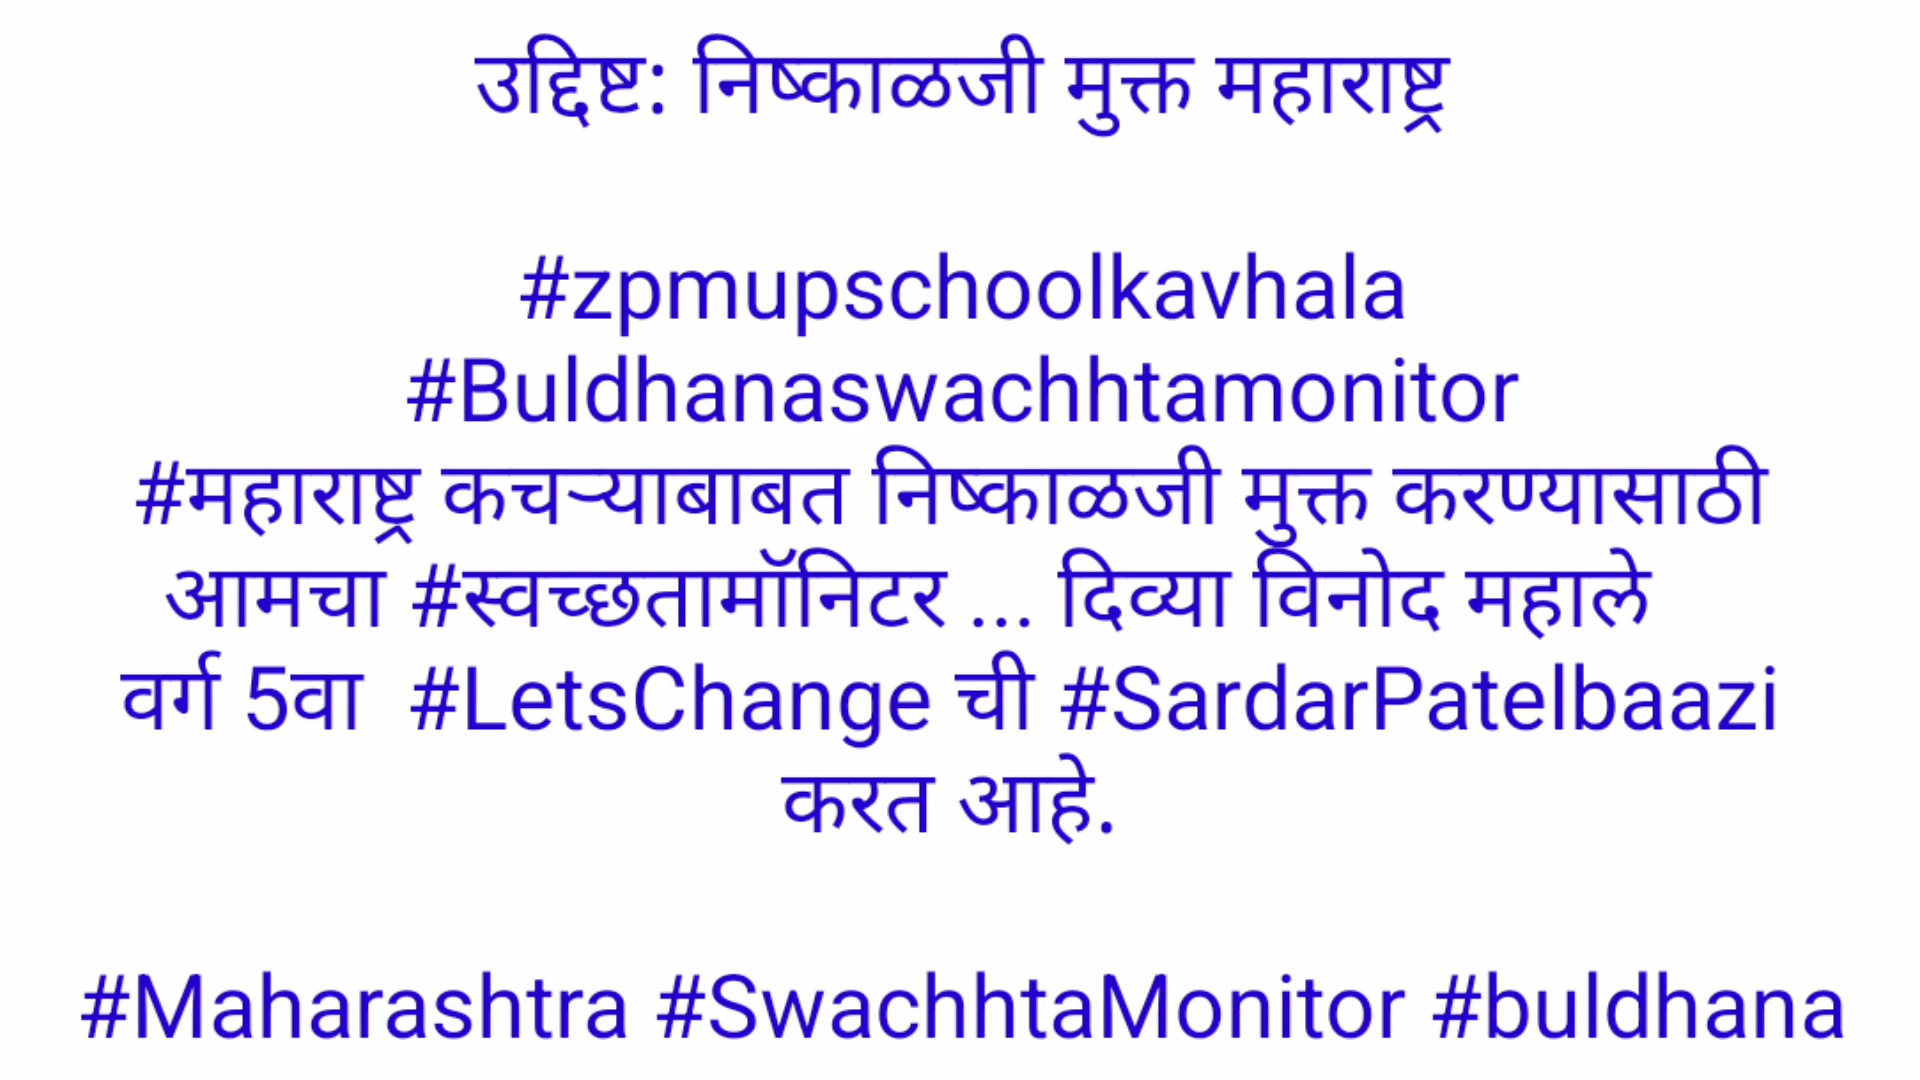 उद्दिष्ट: निष्काळजी मुक्त महाराष्ट्र
#zpmupschoolkavhala
#Buldhanaswachhtamonitor
#महाराष्ट्र कचऱ्याबाबत निष्काळजी मुक्त करण्यासाठी
आमचा #स्वच्छतामॉनिटर ... दिव्या विनोद महाले
वर्ग 5वा #LetsChange ची #SardarPatelbaazi
करत आहे.
#Maharashtra #SwachhtaMonitor #buldhana